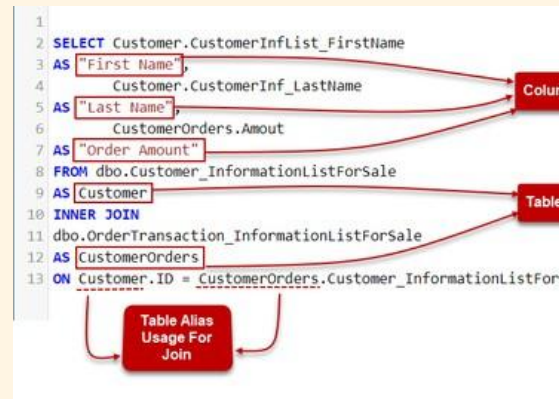 1
2 SELECT Customer.CustomerInfList_FirstName
3 AS "First Name",
4 Customer.CustomerInf_LastName
5 AS "Last Name",
6 CustomerOrders.Amout
7 AS "Order Amount"
8 FROM dbo.Customer_InformationListForSale
9 AS Customer
10 INNER JOIN
11 dbo.OrderTransaction_InformationListForSale
12 AS CustomerOrders
13 ON Customer.ID = CustomerOrders.Customer_InformationListFor
Colum
Table
Table Alias
Usage For
Join